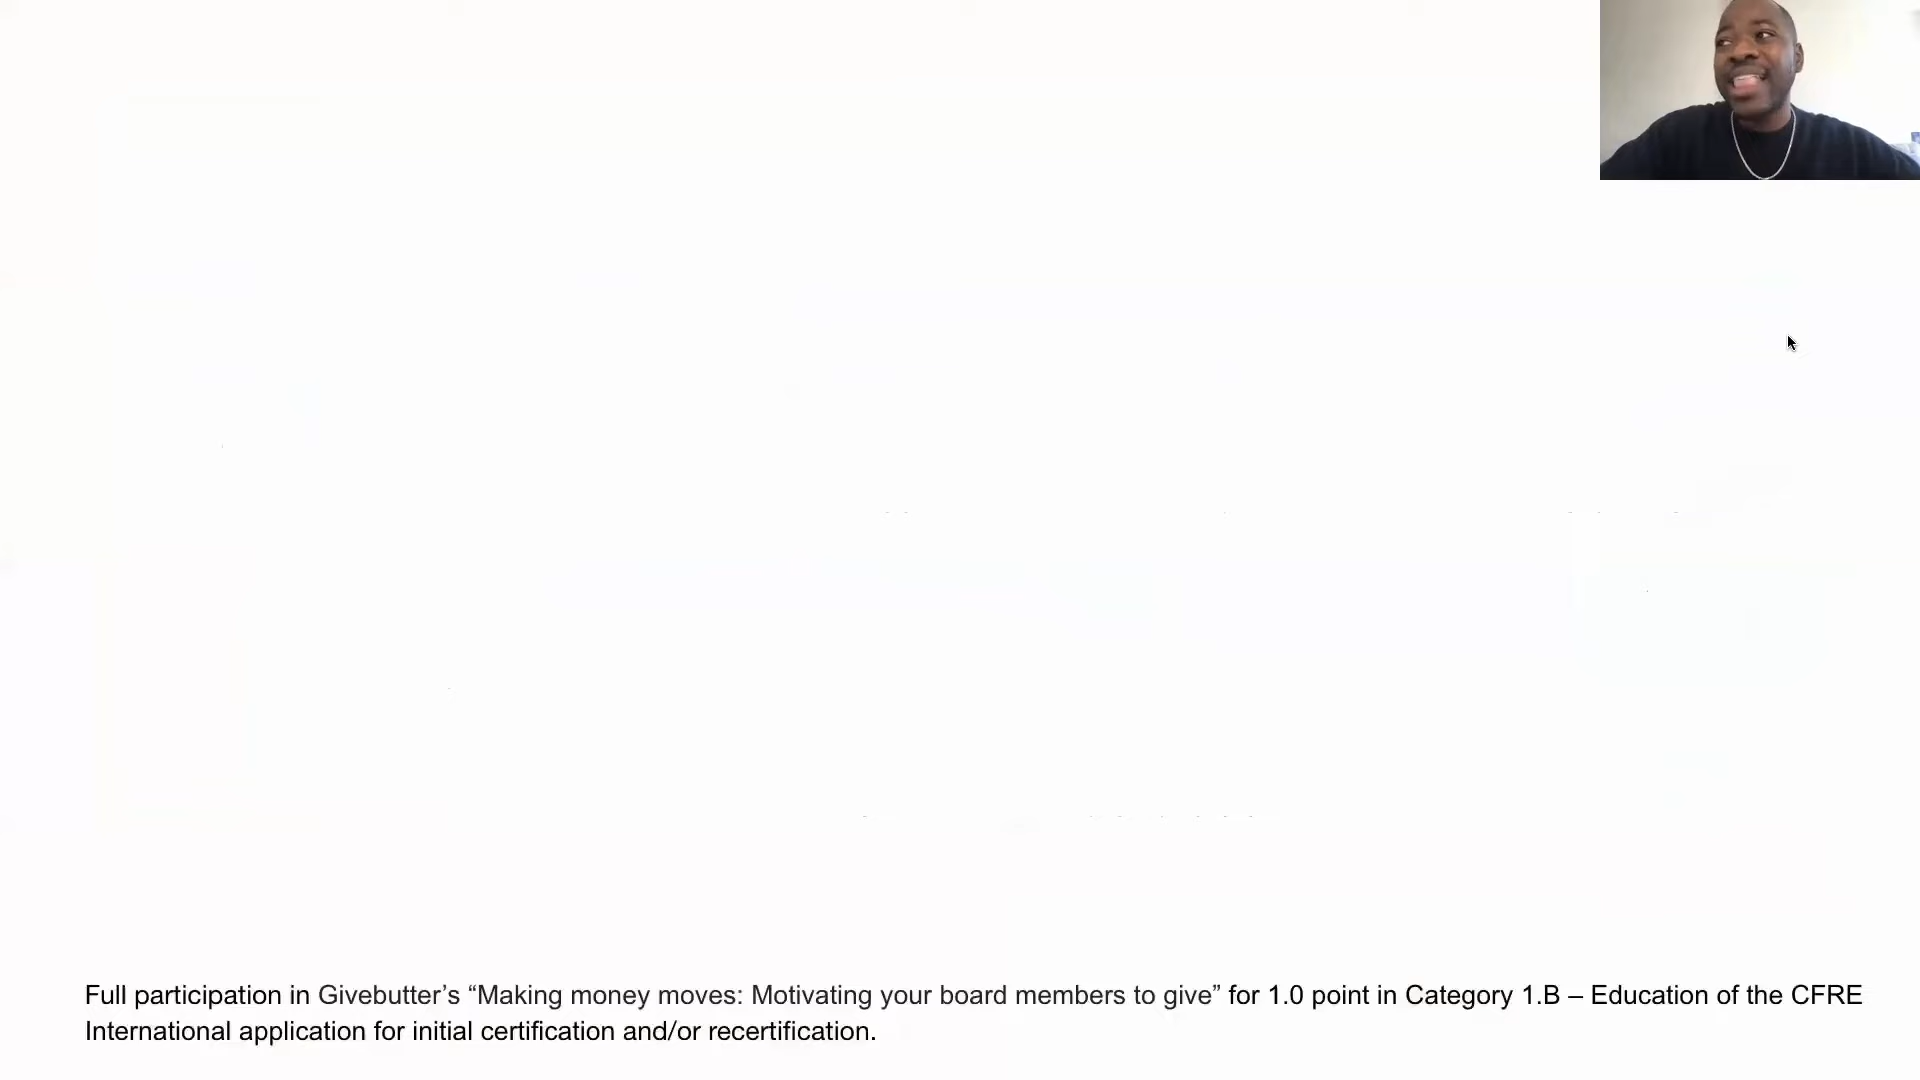 Full participation in Givebutter’s “Making money moves: Motivating your board members to give” for 1.0 point in Category 1.B – Education of the CFRE
International application for initial certification and/or recertification.